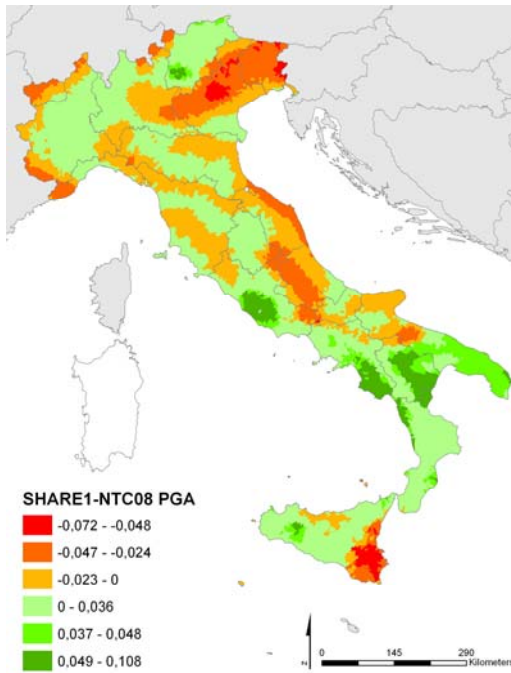 SHARE1-NTC08 PGA
-0,072 - -0,048
-0,047 - -0,024
-0,023 - 0
0 - 0,036
0,037 - 0,048
0,049 - 0,108
N
0 145 290
Kilometers